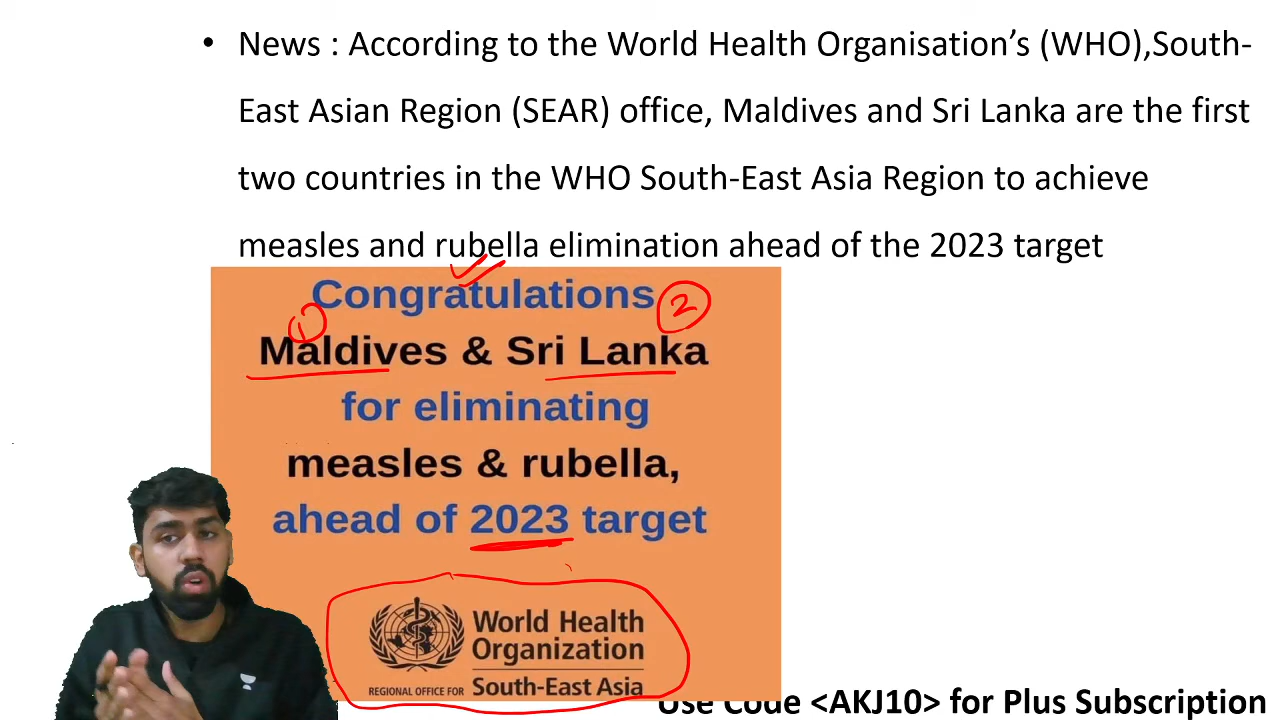 • News : According to the World Health Organisation’s (WHO),South-
East Asian Region (SEAR) office, Maldives and Sri Lanka are the first
two countries in the WHO South-East Asia Region to achieve
measles and rubella elimination ahead of the 2023 target
Congratulations
1 2
Maldives & Sri Lanka
for eliminating
measles & rubella,
ahead of 2023 target
World Health
Organization
REGIONAL OFFICE FOR South-East Asia
Use Code <AKJ10> for Plus Subscription